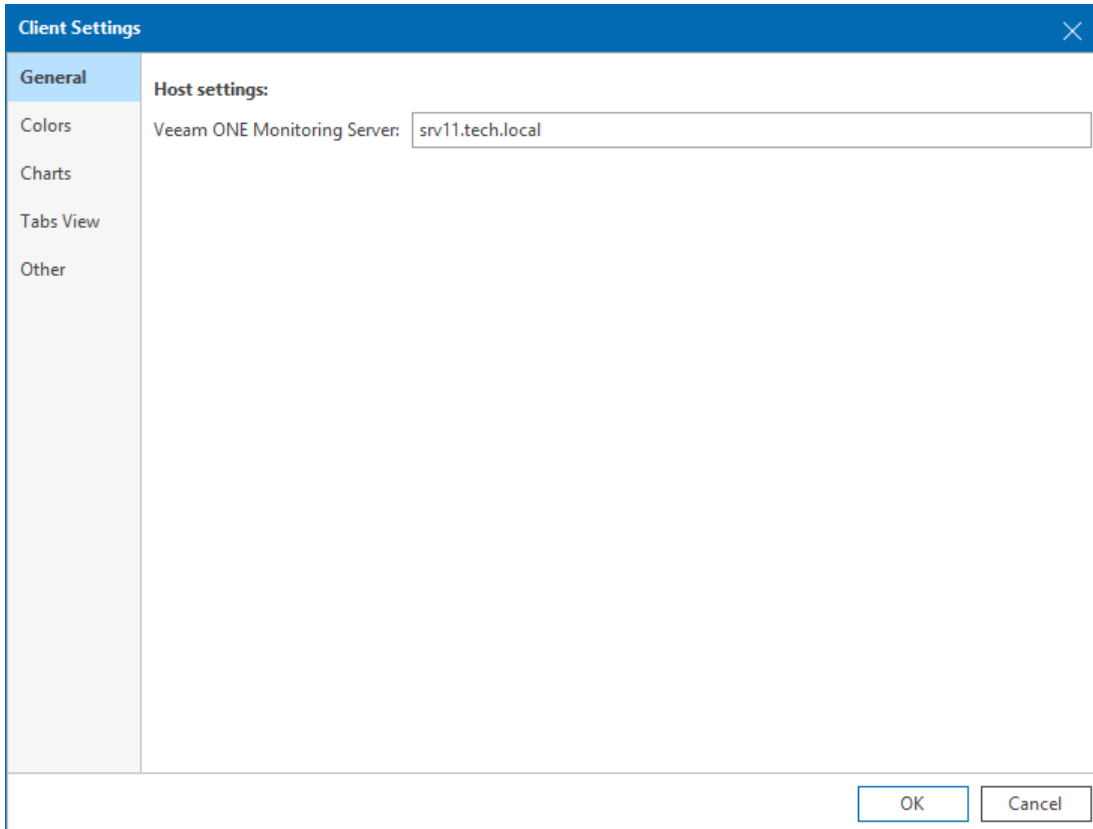 Client Settings
General
Colors
Charts
Tabs View
Other
Host settings:
Veeam ONE Monitoring Server: srv11.tech.local
OK Cancel